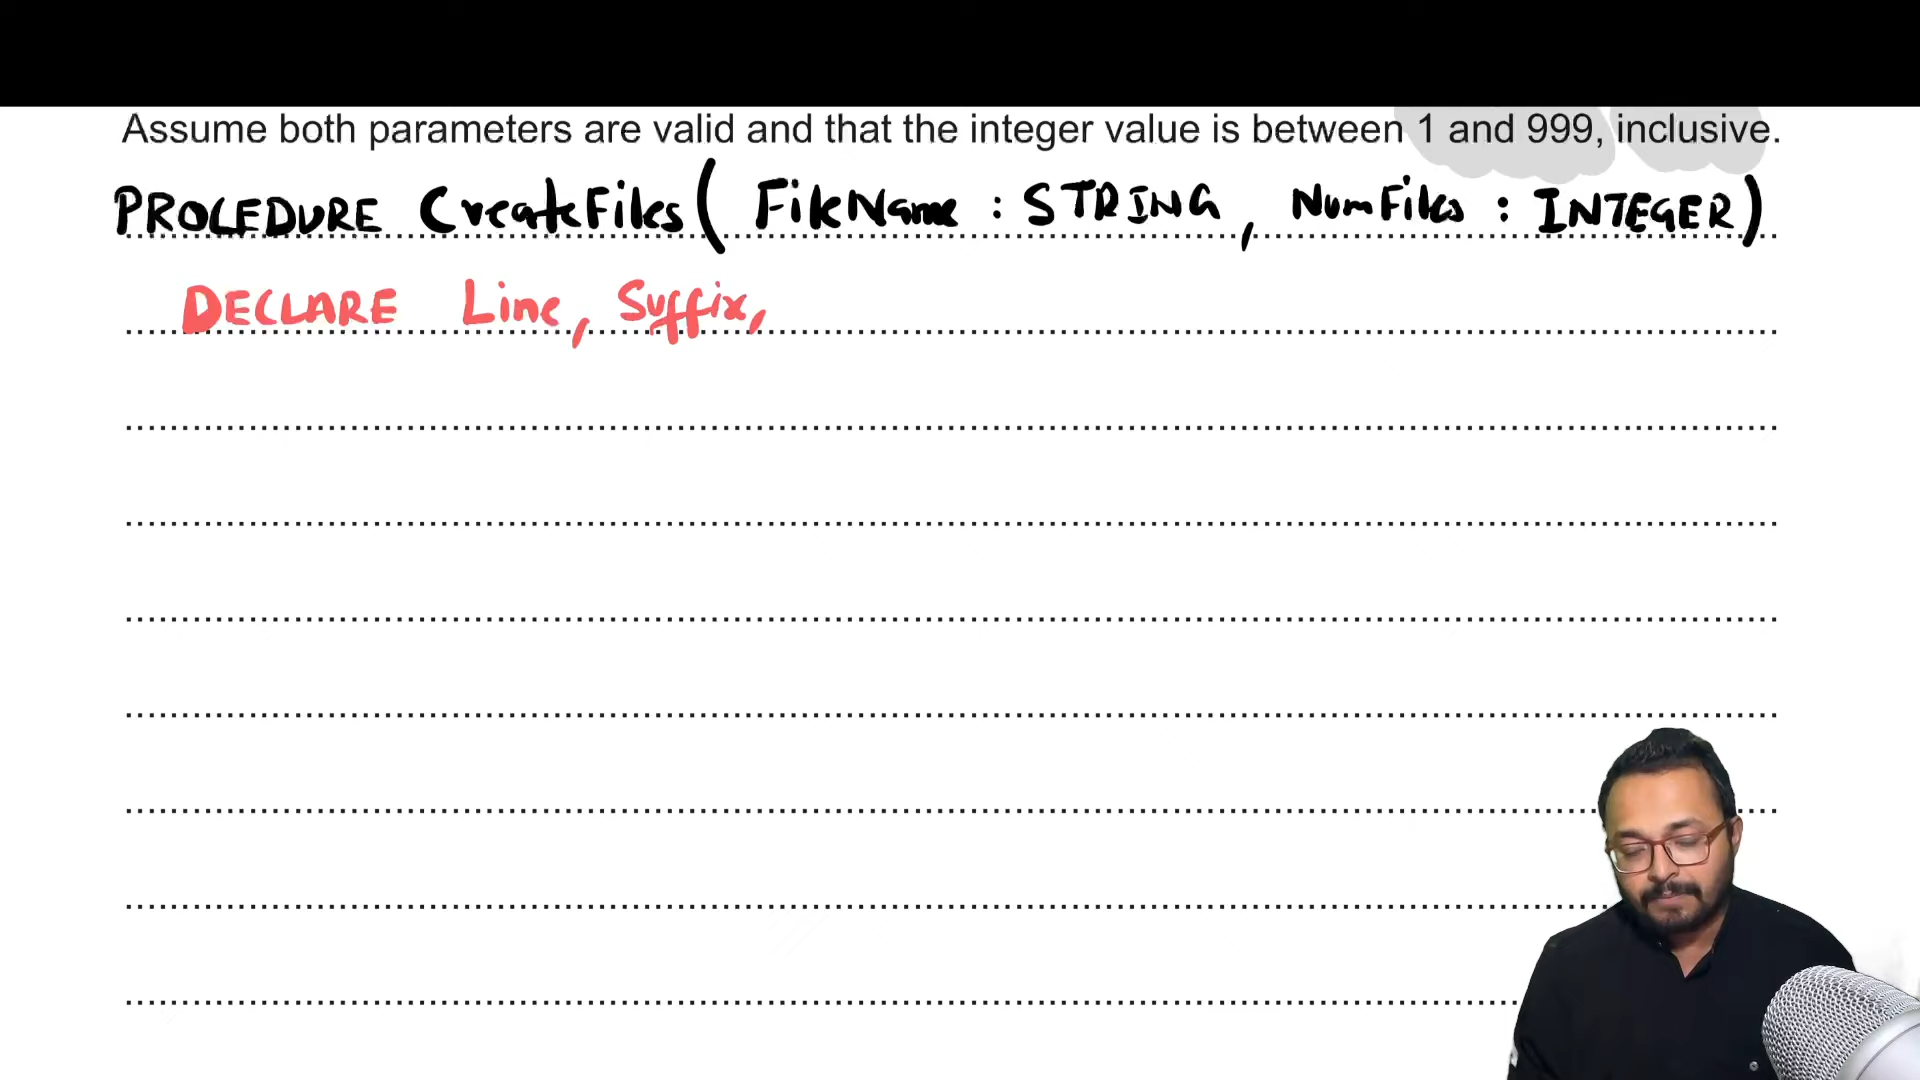 Assume both parameters are valid and that the integer value is between 1 and 999, inclusive.
PROCEDURE CreateFiles( FileName : STRING , NumFiles : INTEGER)
DECLARE Line, Suffix,